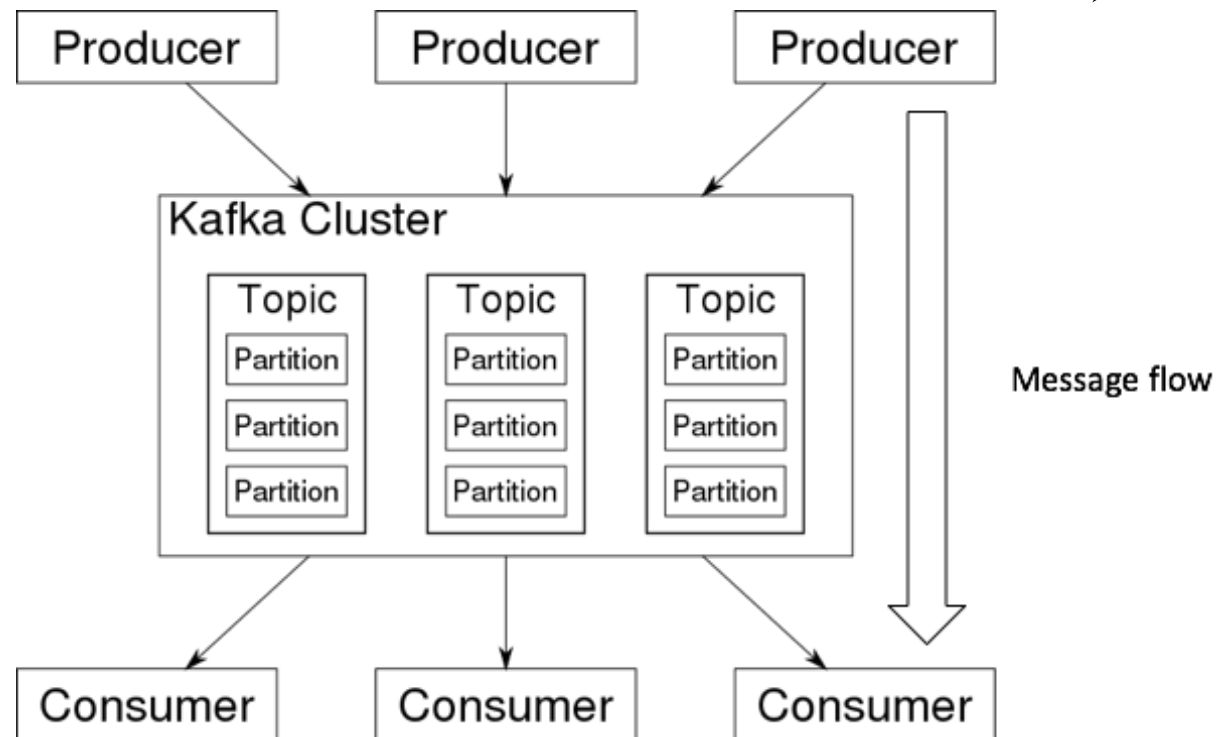 Producer Producer Producer
Kafka Cluster
Topic Topic Topic
Partition Partition Partition
Partition Partition Partition
Message flow
Partition Partition Partition
Consumer Consumer Consumer